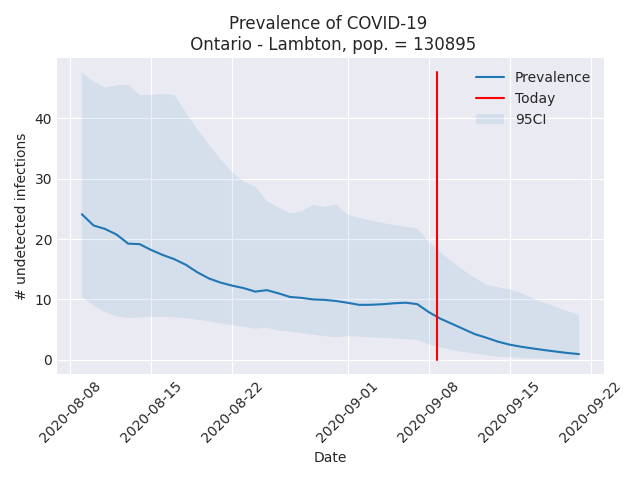 Prevalence of COVID-19
Ontario - Lambton, pop. = 130895
Prevalence
Today
95CI
# undetected infections
40
30
20
10
0
2020-08-08
2020-08-15
2020-08-22
2020-09-01
2020-09-08
2020-09-15
2020-09-22
Date